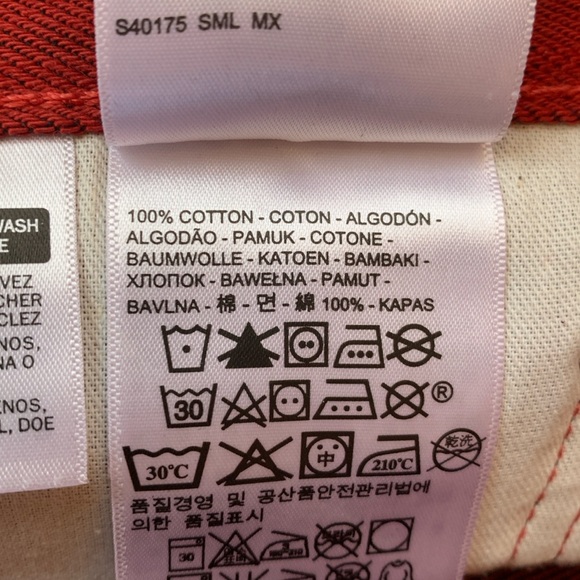 S40175 SML MX
WASH
E
VEZ
CHER
CLEZ
NOS,
NA O
ENOS,
L, DOE
100% COTTON - COTON - ALGODÓN -
ALGODÃO - PAMUK - COTONE -
BAUMWOLLE - KATOEN - BAMBAKI -
ХЛОПОК - BAWEŁNA - PAMUT -
BAVLNA - 棉 - 면 - 綿 100% - KAPAS
30 ®
30°C 中 210°C 乾洗
품질경영 및 공산품안전관리법에
의한 품질표시
30